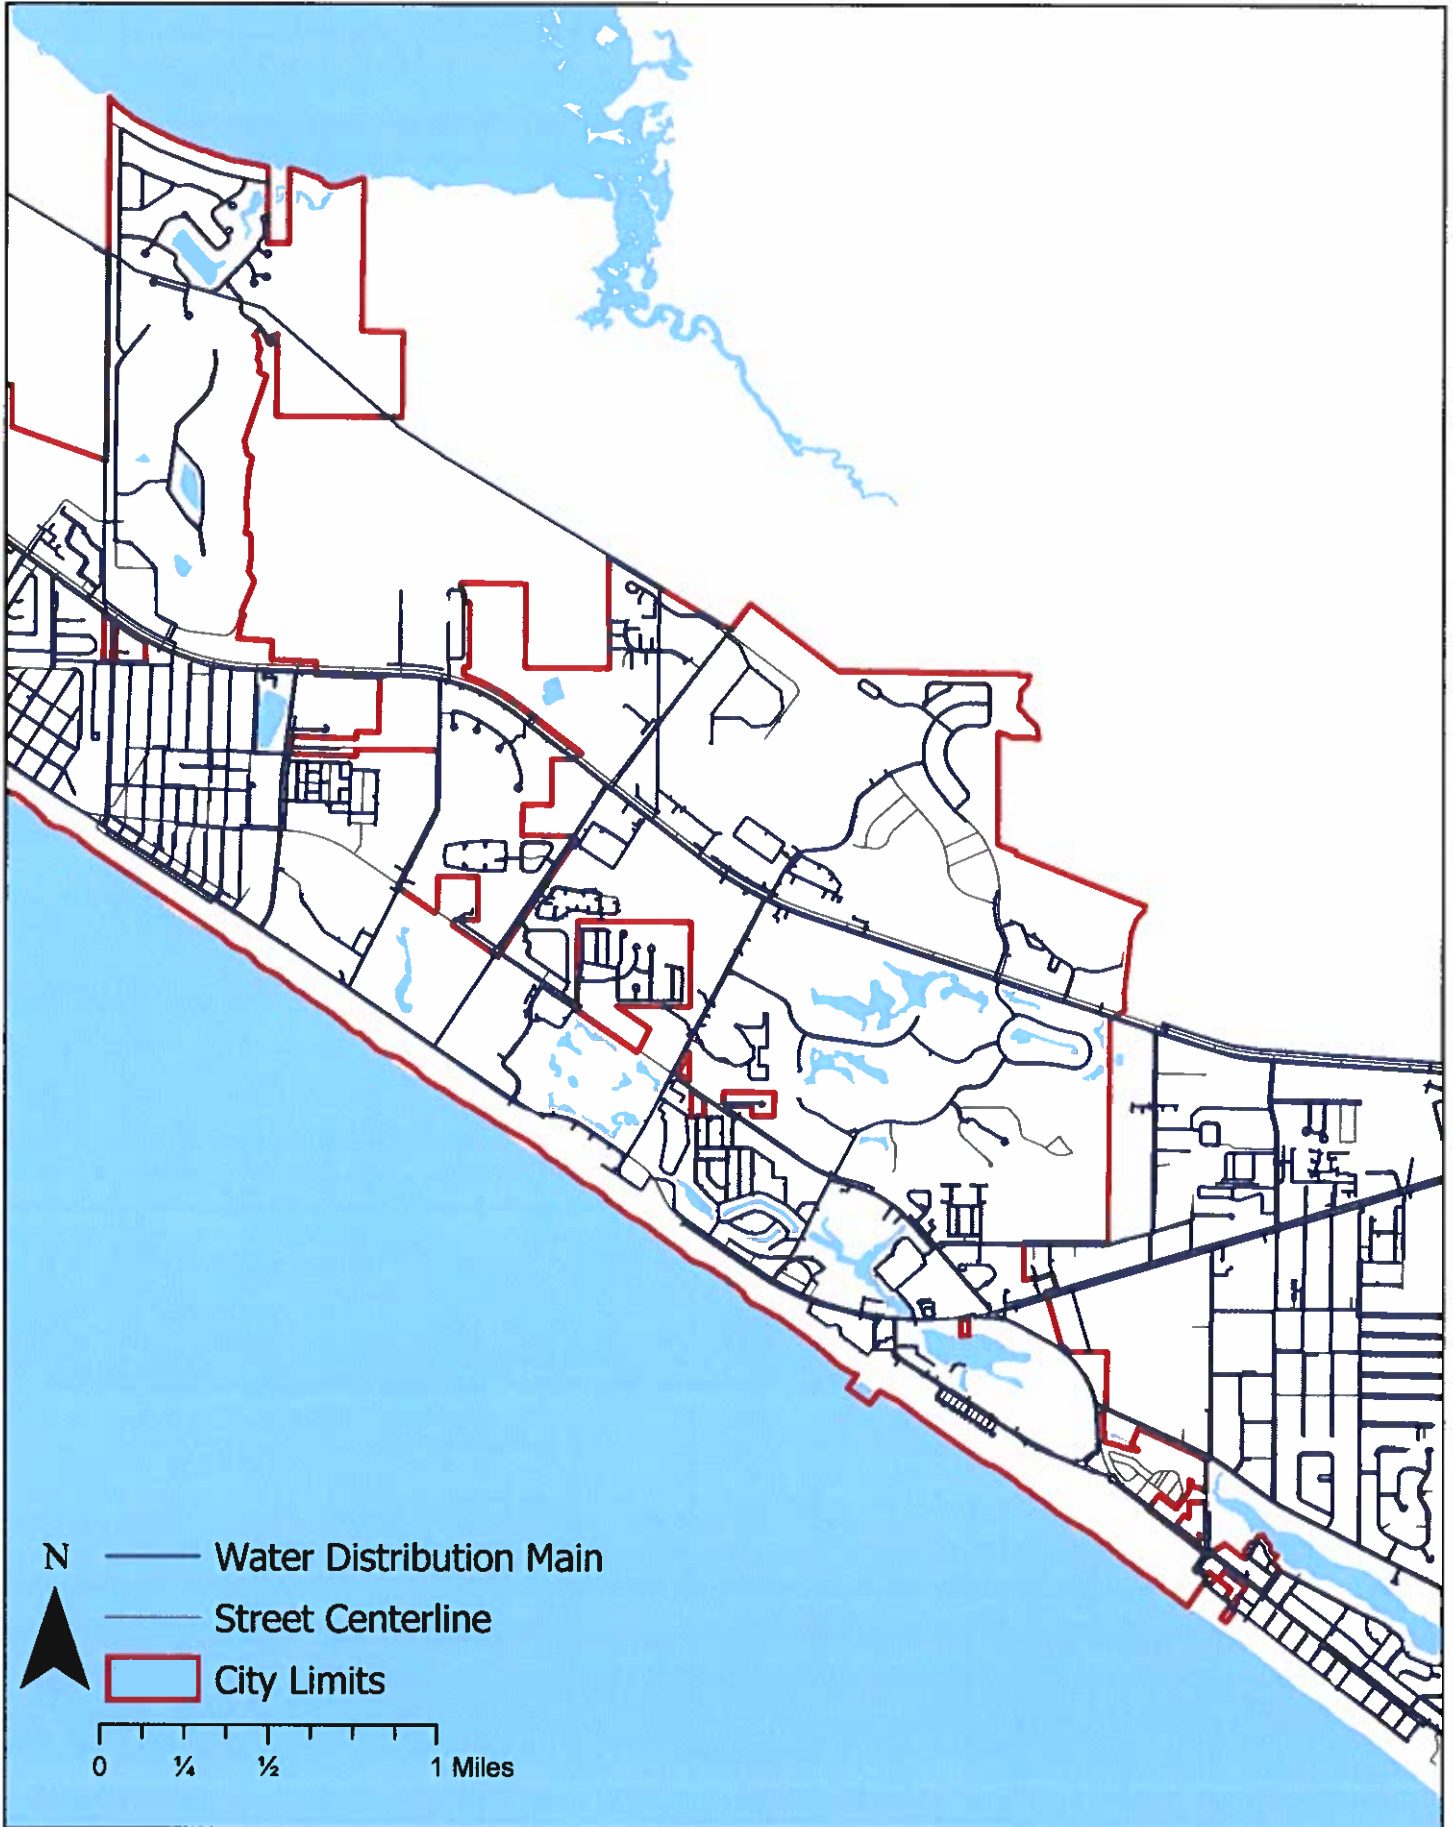 N
Water Distribution Main
Street Centerline
City Limits
0 ¼ ½ 1 Miles